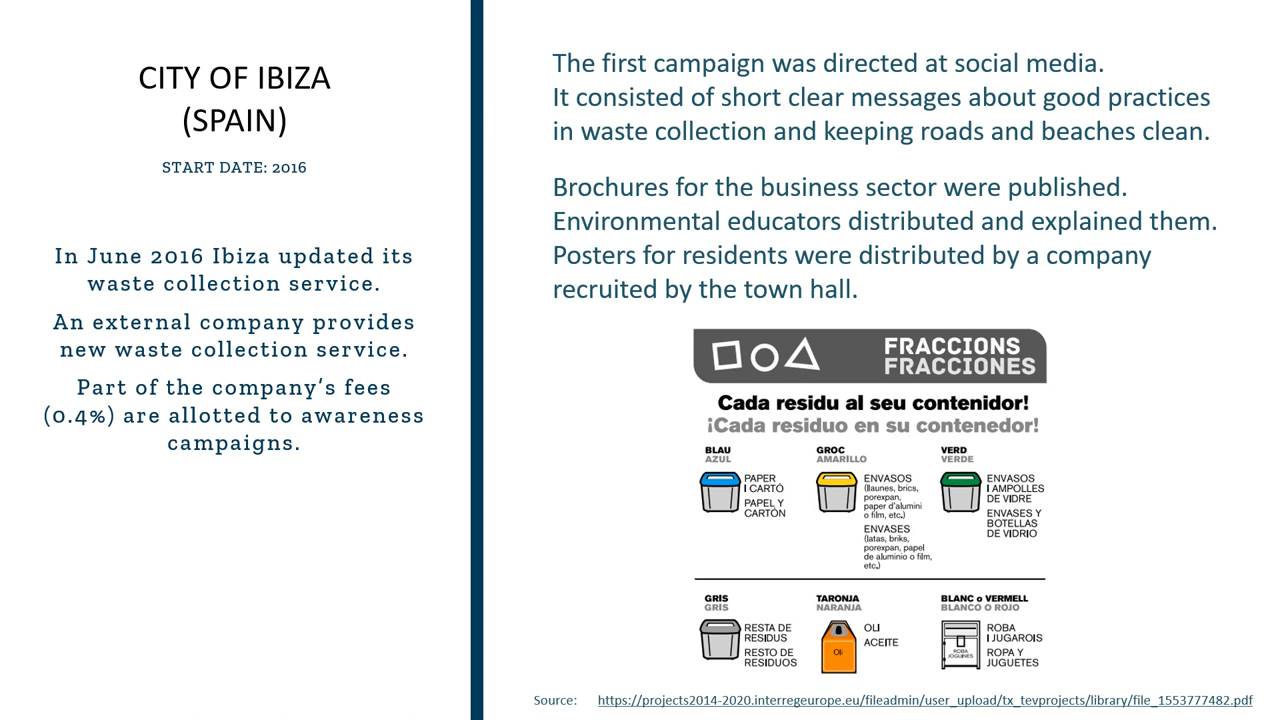 CITY OF IBIZA
(SPAIN)
START DATE: 2016
In June 2016 Ibiza updated its
waste collection service.
An external company provides
new waste collection service.
Part of the company’s fees
(0.4%) are allotted to awareness
campaigns.
The first campaign was directed at social media.
It consisted of short clear messages about good practices
in waste collection and keeping roads and beaches clean.
Brochures for the business sector were published.
Environmental educators distributed and explained them.
Posters for residents were distributed by a company
recruited by the town hall.
FRACCIONS
FRACCIONES
Cada residu al seu contenidor!
¡Cada residuo en su contenedor!
BLAU
AZUL
PAPER
I CARTÓ
PAPEL Y
CARTÓN
GROC
AMARILLO
ENVASOS
(llaunes, brics,
porexpan,
paper d'alumini
o film, etc.)
ENVASES
(latas, briks,
porexpan, papel
de aluminio o film,
etc.)
VERD
VERDE
ENVASOS
I AMPOLLES
DE VIDRE
ENVASES Y
BOTELLAS
DE VIDRIO
GRIS
GRÍS
RESTA DE
RESIDUS
RESTO DE
RESIDUOS
TARONJA
NARANJA
Oli
OLI
ACEITE
BLANC o VERMELL
BLANCO O ROJO
ROBA
JOGUINES
ROBA
I JUGAROIS
ROPA Y
JUGUETES
Source: https://projects2014-2020.interregeurope.eu/fileadmin/user_upload/tx_tevprojects/library/file_1553777482.pdf